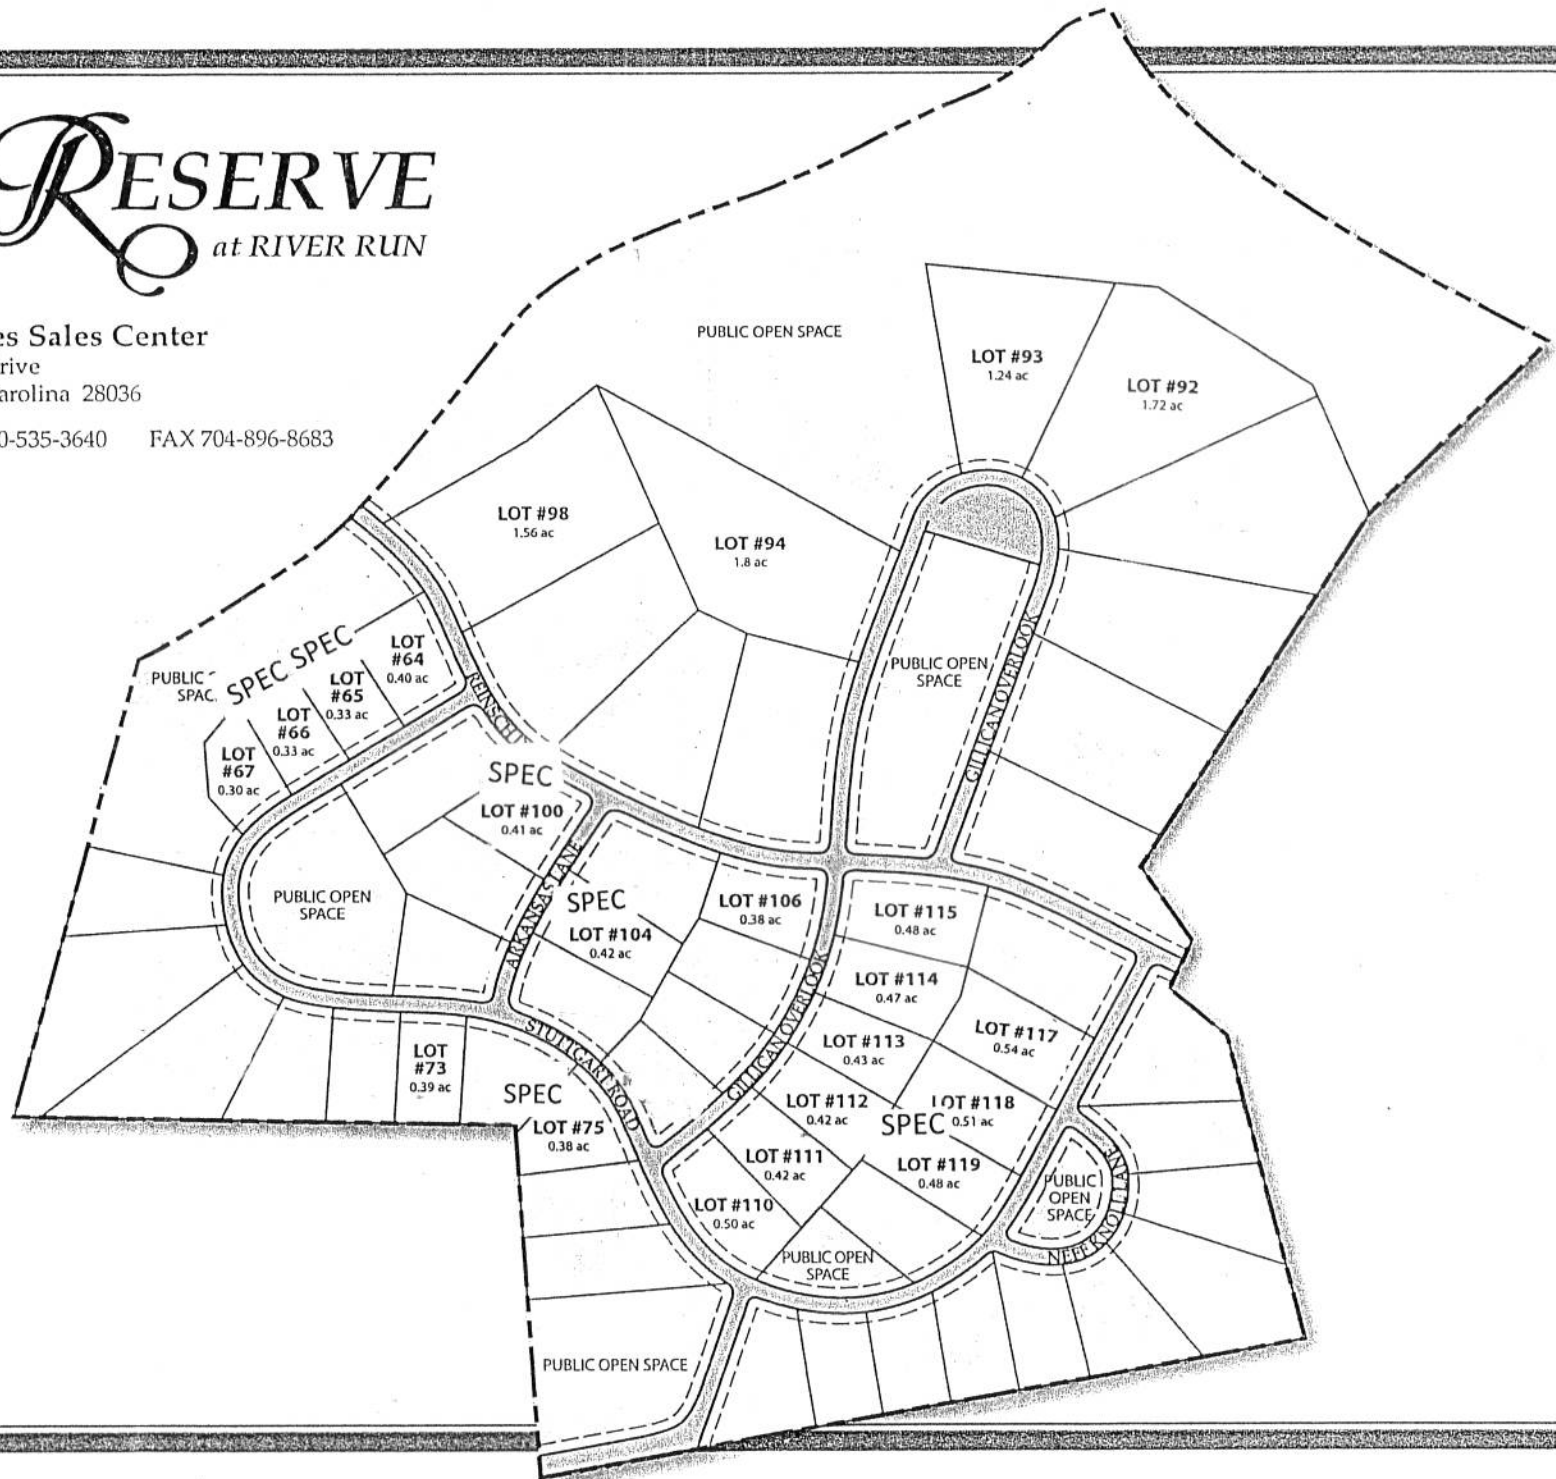 RESERVE
at RIVER RUN
es Sales Center
rive
arolina 28036
0-535-3640 FAX 704-896-8683
PUBLIC OPEN SPACE
LOT #93
1.24 ac
LOT #92
1.72 ac
LOT #98
1.56 ac
LOT #94
1.8 ac
PUBLIC
SPAC
SPEC SPEC
LOT
#64
0.40 ac
LOT
#65
0.33 ac
LOT
#66
0.33 ac
LOT
#67
0.30 ac
PUBLIC OPEN
SPACE
GILLICAN OVERLOOK
SPEC
LOT #100
0.41 ac
ARKANSAS LANE
PUBLIC OPEN
SPACE
SPEC
LOT #104
0.42 ac
LOT #106
0.38 ac
LOT #115
0.48 ac
LOT #114
0.47 ac
GILLICAN OVERLOOK
LOT #113
0.43 ac
LOT #117
0.54 ac
STUTTGART ROAD
LOT
#73
0.39 ac
SPEC
LOT #75
0.38 ac
LOT #112
0.42 ac
LOT #118
SPEC 0.51 ac
LOT #111
0.42 ac
LOT #119
0.48 ac
LOT #110
0.50 ac
PUBLIC OPEN
SPACE
PUBLIC
OPEN
SPACE
NEFF KNOLL LANE
PUBLIC OPEN SPACE